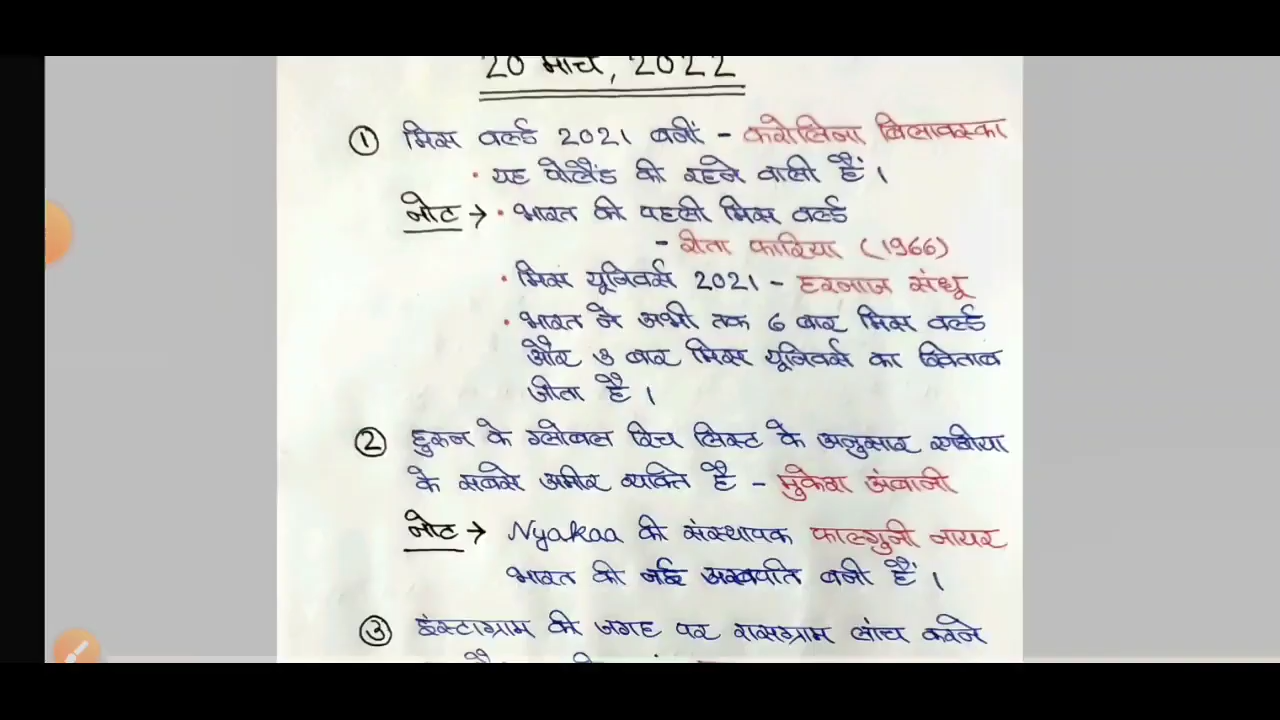 20 मार्च, 2022
① मिस वर्ल्ड 2021 बनीं - करोलिना बिलावस्का
• यह पोलैंड की रहने वाली हैं।
नोट → • भारत की पहली मिस वर्ल्ड
- रीता फारिया (1966)
• मिस यूनिवर्स 2021 - हरनाज संधू
• भारत ने अभी तक 6 बार मिस वर्ल्ड
और 3 बार मिस यूनिवर्स का खिताब
जीता है।
② हुरुन के ग्लोबल रिच लिस्ट के अनुसार एशिया
के सबसे अमीर व्यक्ति है - मुकेश अंबानी
नोट → Nyakaa की संस्थापक फाल्गुनी नायर
भारत की नई अरबपति बनी हैं।
③ इंस्टाग्राम की जगह पर रासग्राम लांच करने